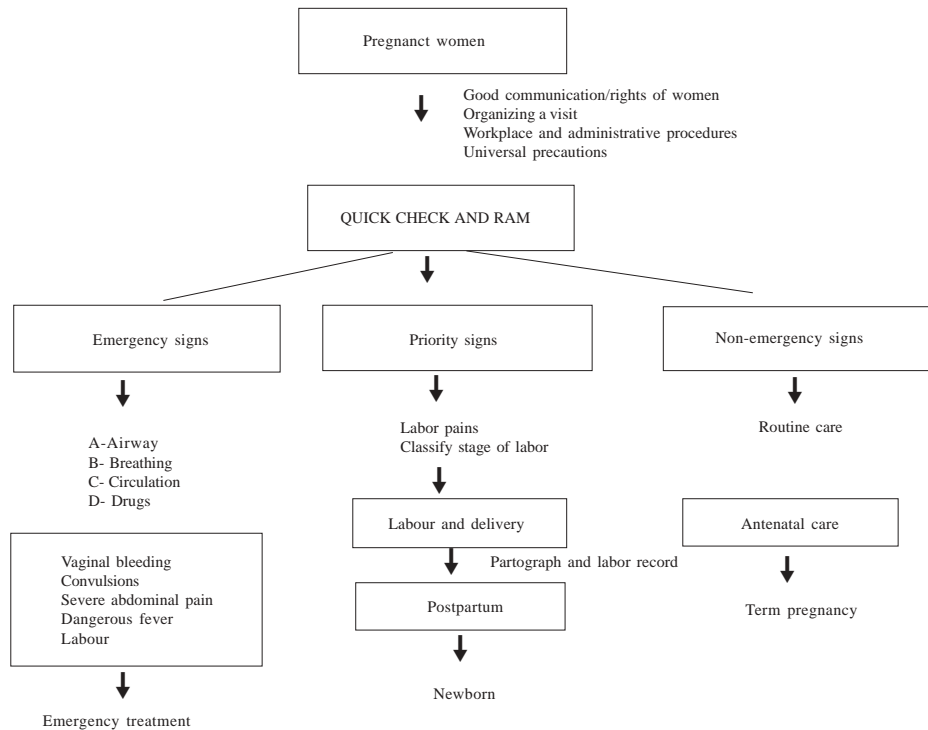 Pregnanct women
Good communication/rights of women
Organizing a visit
Workplace and administrative procedures
Universal precautions
QUICK CHECK AND RAM
Emergency signs
Priority signs
Non-emergency signs
A-Airway
B- Breathing
C- Circulation
D- Drugs
Labor pains
Classify stage of labor
Routine care
Labour and delivery
Antenatal care
Partograph and labor record
Vaginal bleeding
Convulsions
Severe abdominal pain
Dangerous fever
Labour
Postpartum
Term pregnancy
Newborn
Emergency treatment